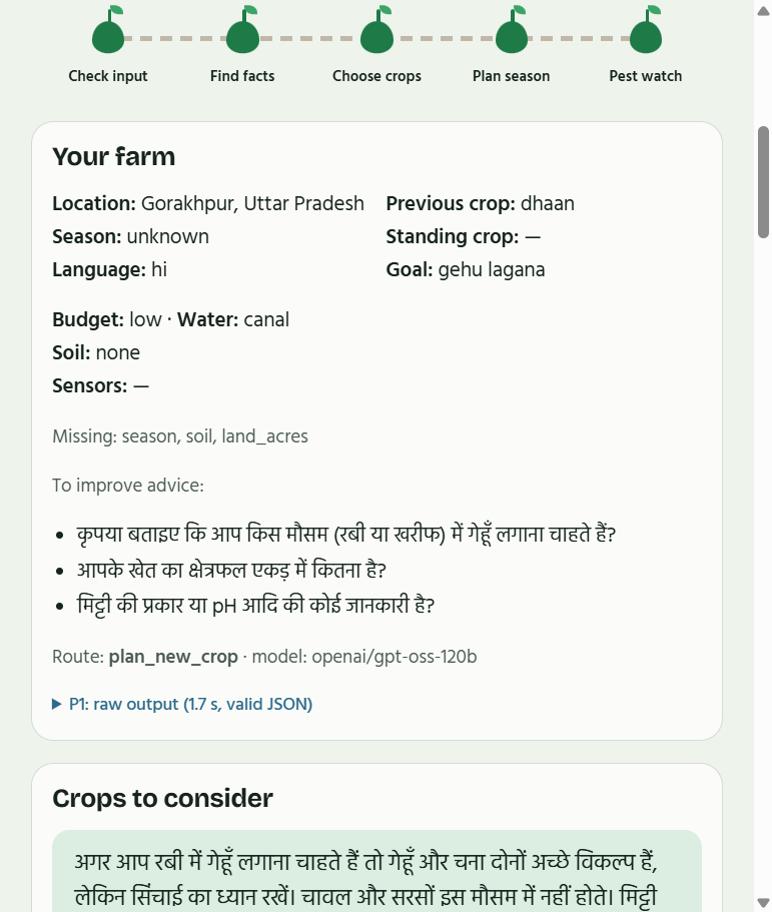 Check input
Find facts
Choose crops
Plan season
Pest watch
Your farm
Location: Gorakhpur, Uttar Pradesh
Previous crop: dhaan
Season: unknown
Standing crop: —
Language: hi
Goal: gehu lagana
Budget: low · Water: canal
Soil: none
Sensors: —
Missing: season, soil, land_acres
To improve advice:
• कृपया बताइए कि आप किस मौसम (रबी या खरीफ) में गेहूँ लगाना चाहते हैं?
• आपके खेत का क्षेत्रफल एकड़ में कितना है?
• मिट्टी की प्रकार या pH आदि की कोई जानकारी है?
Route: plan_new_crop · model: openai/gpt-oss-120b
▶ P1: raw output (1.7 s, valid JSON)
Crops to consider
अगर आप रबी में गेहूँ लगाना चाहते हैं तो गेहूँ और चना दोनों अच्छे विकल्प हैं,
लेकिन सिंचाई का ध्यान रखें। चावल और सरसों इस मौसम में नहीं होते। मिट्टी